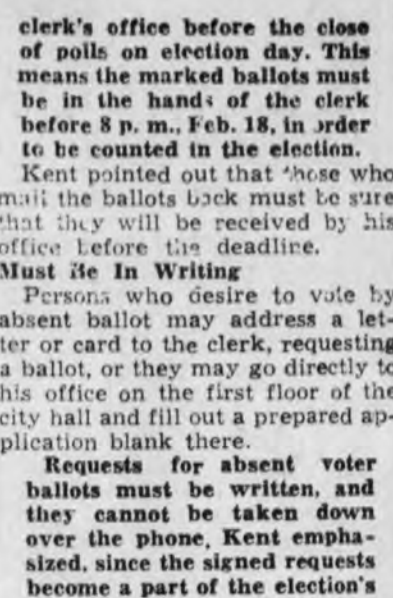 clerk's office before the close
of polls on election day. This
means the marked ballots must
be in the hands of the clerk
before 8 p. m., Feb. 18, in order
to be counted in the election.
Kent pointed out that those who
mail the ballots back must be sure
that they will be received by his
office before the deadline.
Must Be In Writing
Persons who desire to vote by
absent ballot may address a let-
ter or card to the clerk, requesting
a ballot, or they may go directly to
his office on the first floor of the
city hall and fill out a prepared ap-
plication blank there.
Requests for absent voter
ballots must be written, and
they cannot be taken down
over the phone, Kent empha-
sized, since the signed requests
become a part of the election's